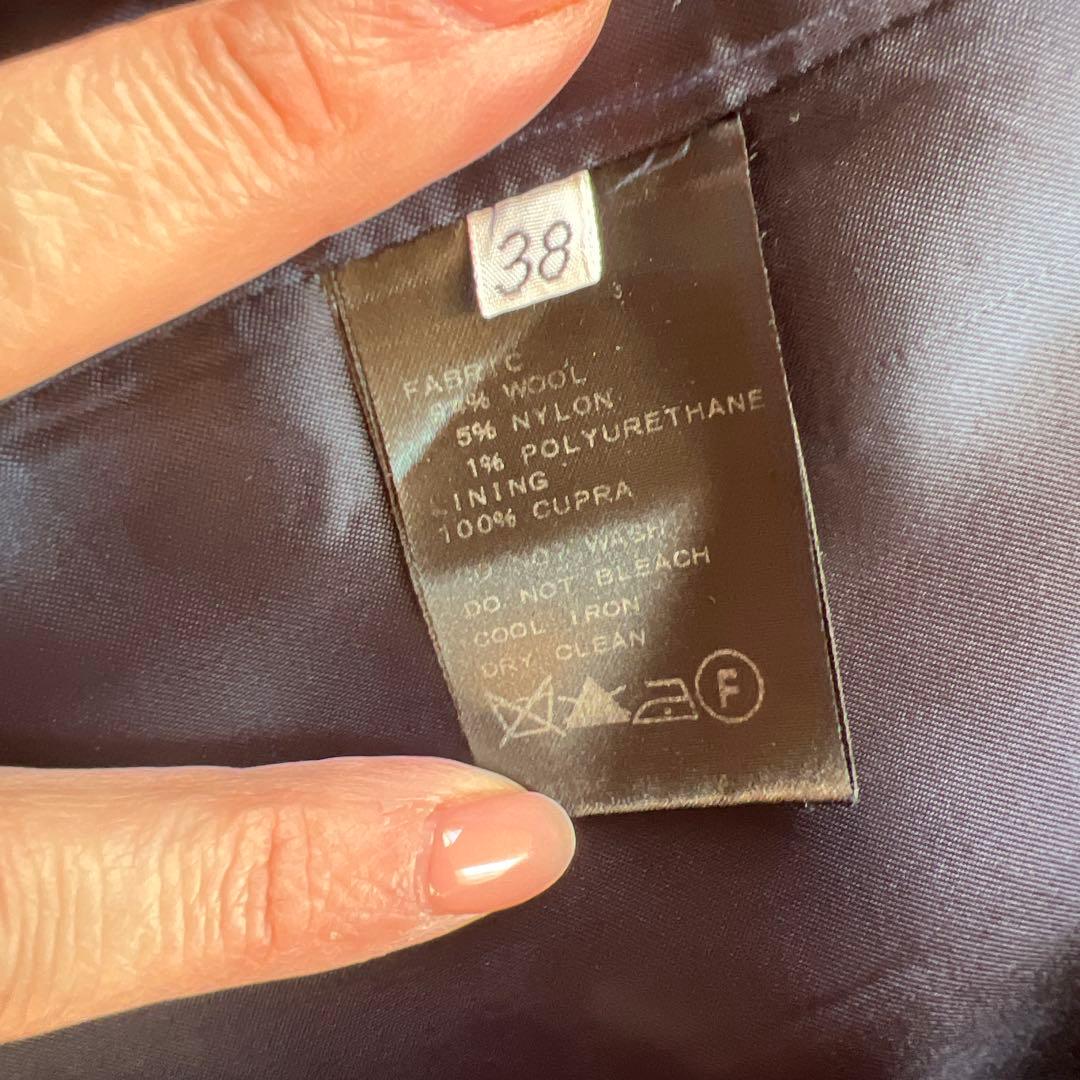 38
FABRIC
% WOOL
5% NYLON
1% POLYURETHANE
LINING
100% CUPRA
DO NOT WASH
DO NOT BLEACH
COOL IRON
DRY CLEAN
F